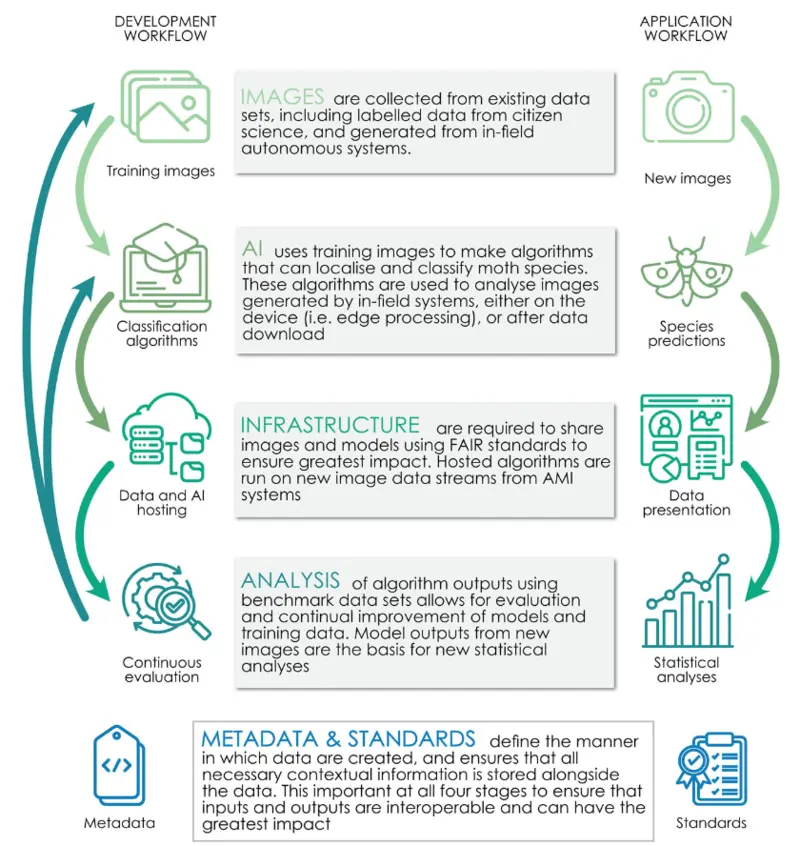 DEVELOPMENT
WORKFLOW
APPLICATION
WORKFLOW
Training images
IMAGES are collected from existing data
sets, including labelled data from citizen
science, and generated from in-field
autonomous systems.
New images
Classification
algorithms
AI uses training images to make algorithms
that can localise and classify moth species.
These algorithms are used to analyse images
generated by in-field systems, either on the
device (i.e. edge processing), or after data
download
Species
predictions
Data and AI
hosting
INFRASTRUCTURE are required to share
images and models using FAIR standards to
ensure greatest impact. Hosted algorithms are
run on new image data streams from AMI
systems
Data
presentation
Continuous
evaluation
ANALYSIS of algorithm outputs using
benchmark data sets allows for evaluation
and continual improvement of models and
training data. Model outputs from new
images are the basis for new statistical
analyses
Statistical
analyses
</>
Metadata
METADATA & STANDARDS define the manner
in which data are created, and ensures that all
necessary contextual information is stored alongside
the data. This important at all four stages to ensure that
inputs and outputs are interoperable and can have the
greatest impact
Standards